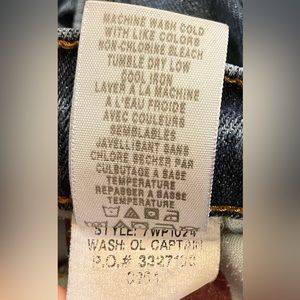 MACHINE WASH COLD
WITH LIKE COLORS
NON-CHLORINE BLEACH
TUMBLE DRY LOW
COOL IRON
LAVER A LA MACHINE
A L'EAU FROIDE
AVEC COULEURS
SEMBLABLES
JAVELLISANT SANS
CHLORE SECHER PAR
CULBUTAGE A BASSE
TEMPERATURE
REPASSER A BASSE
TEMPERATURE
STYLE:
WASH: OL CAPTAIN
P.O.#